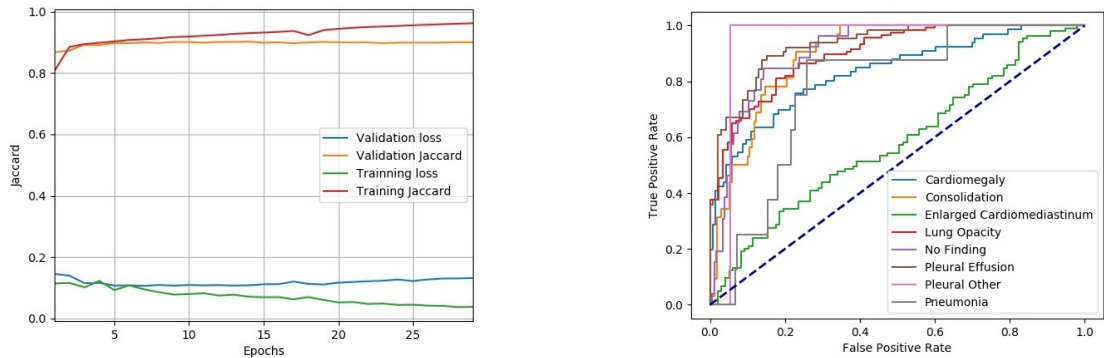 1.0
0.8
0.6
0.4
0.2
0.0
Jaccard
5
10
15
20
25
Epochs
Validation loss
Validation Jaccard
Trainning loss
Training Jaccard
1.0
0.8
0.6
0.4
0.2
0.0
True Positive Rate
0.0
0.2
0.4
0.6
0.8
1.0
False Positive Rate
Cardiomegaly
Consolidation
Enlarged Cardiomediastinum
Lung Opacity
No Finding
Pleural Effusion
Pleural Other
Pneumonia